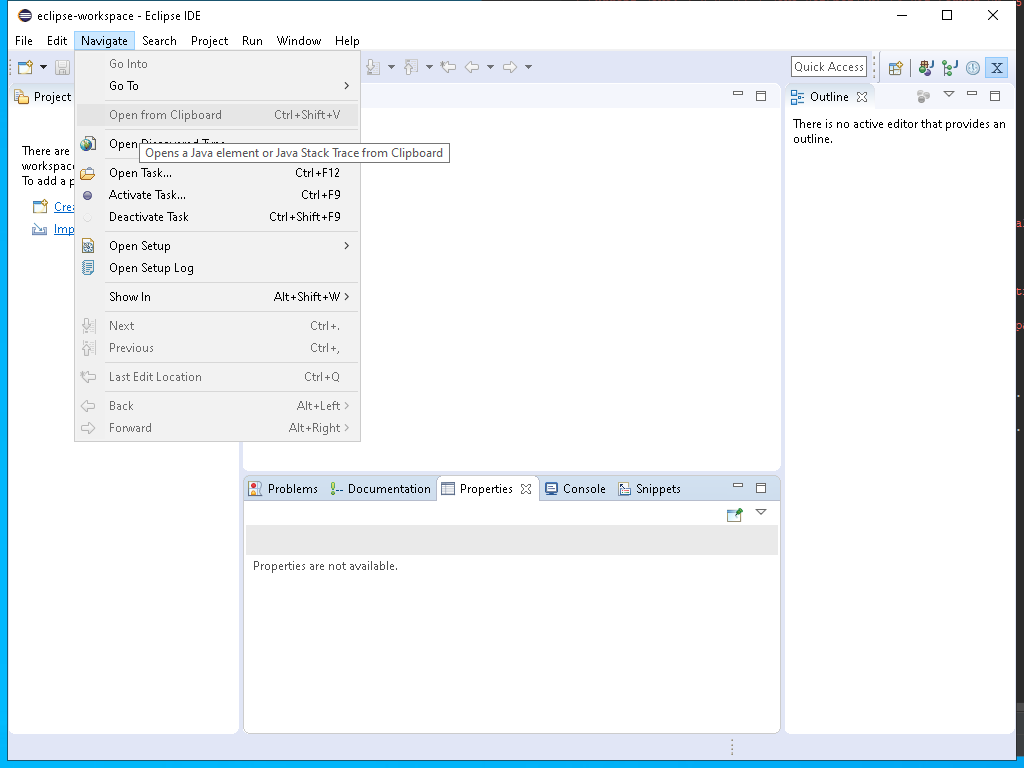 eclipse-workspace - Eclipse IDE
File Edit Navigate Search Project Run Window Help
Quick Access
Go Into
Go To
Open from Clipboard Ctrl+Shift+V
Open
Opens a Java element or Java Stack Trace from Clipboard
Open Task... Ctrl+F12
Activate Task... Ctrl+F9
Deactivate Task Ctrl+Shift+F9
Open Setup
Open Setup Log
Show In Alt+Shift+W
Next Ctrl+.
Previous Ctrl+,
Last Edit Location Ctrl+Q
Back Alt+Left
Forward Alt+Right
Project
There are
workspac
To add a p
Crea
Imp
Outline
There is no active editor that provides an
outline.
Problems Documentation Properties Console Snippets
Properties are not available.